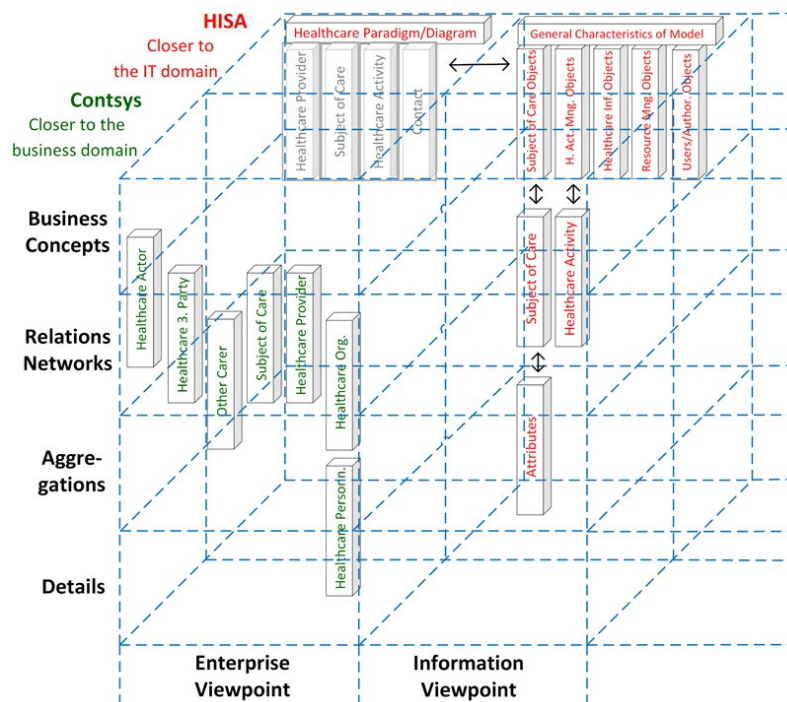 HISA
Closer to
the IT domain
Contsys
Closer to the
business domain
Healthcare Paradigm/Diagram
General Characteristics of Model
Healthcare Provider
Subject of Care
Healthcare Activity
Contact
Subject of Care Objects
H. Act. Mng. Objects
Healthcare Inf. Objects
Resource Mng. Objects
Users/Author. Objects
Business
Concepts
Healthcare Actor
Healthcare 3. Party
Other Carer
Subject of Care
Healthcare Provider
Healthcare Org.
Subject of Care
Healthcare Activity
Relations
Networks
Aggre-
gations
Healthcare Personn.
Attributes
Details
Enterprise
Viewpoint
Information
Viewpoint